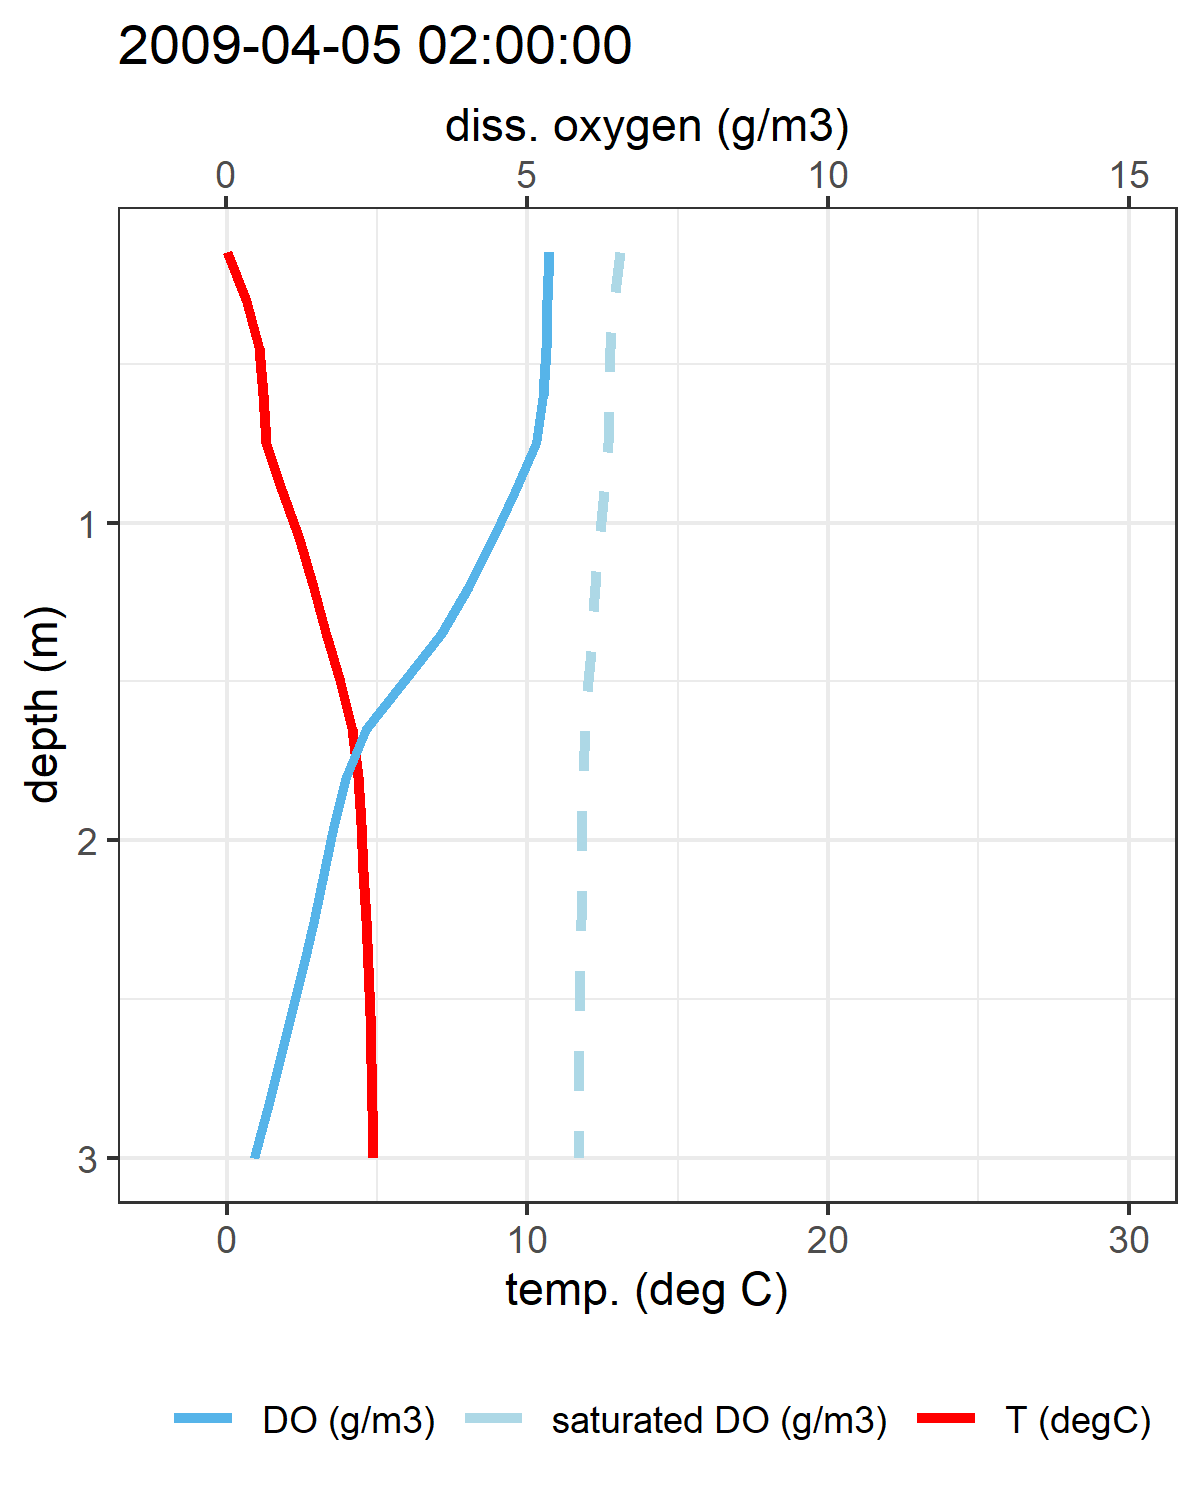 2009-04-05 02:00:00
diss. oxygen (g/m3)
0 5 10 15
depth (m)
1
2
3
0 10 20 30
temp. (deg C)
DO (g/m3) saturated DO (g/m3) T (degC)